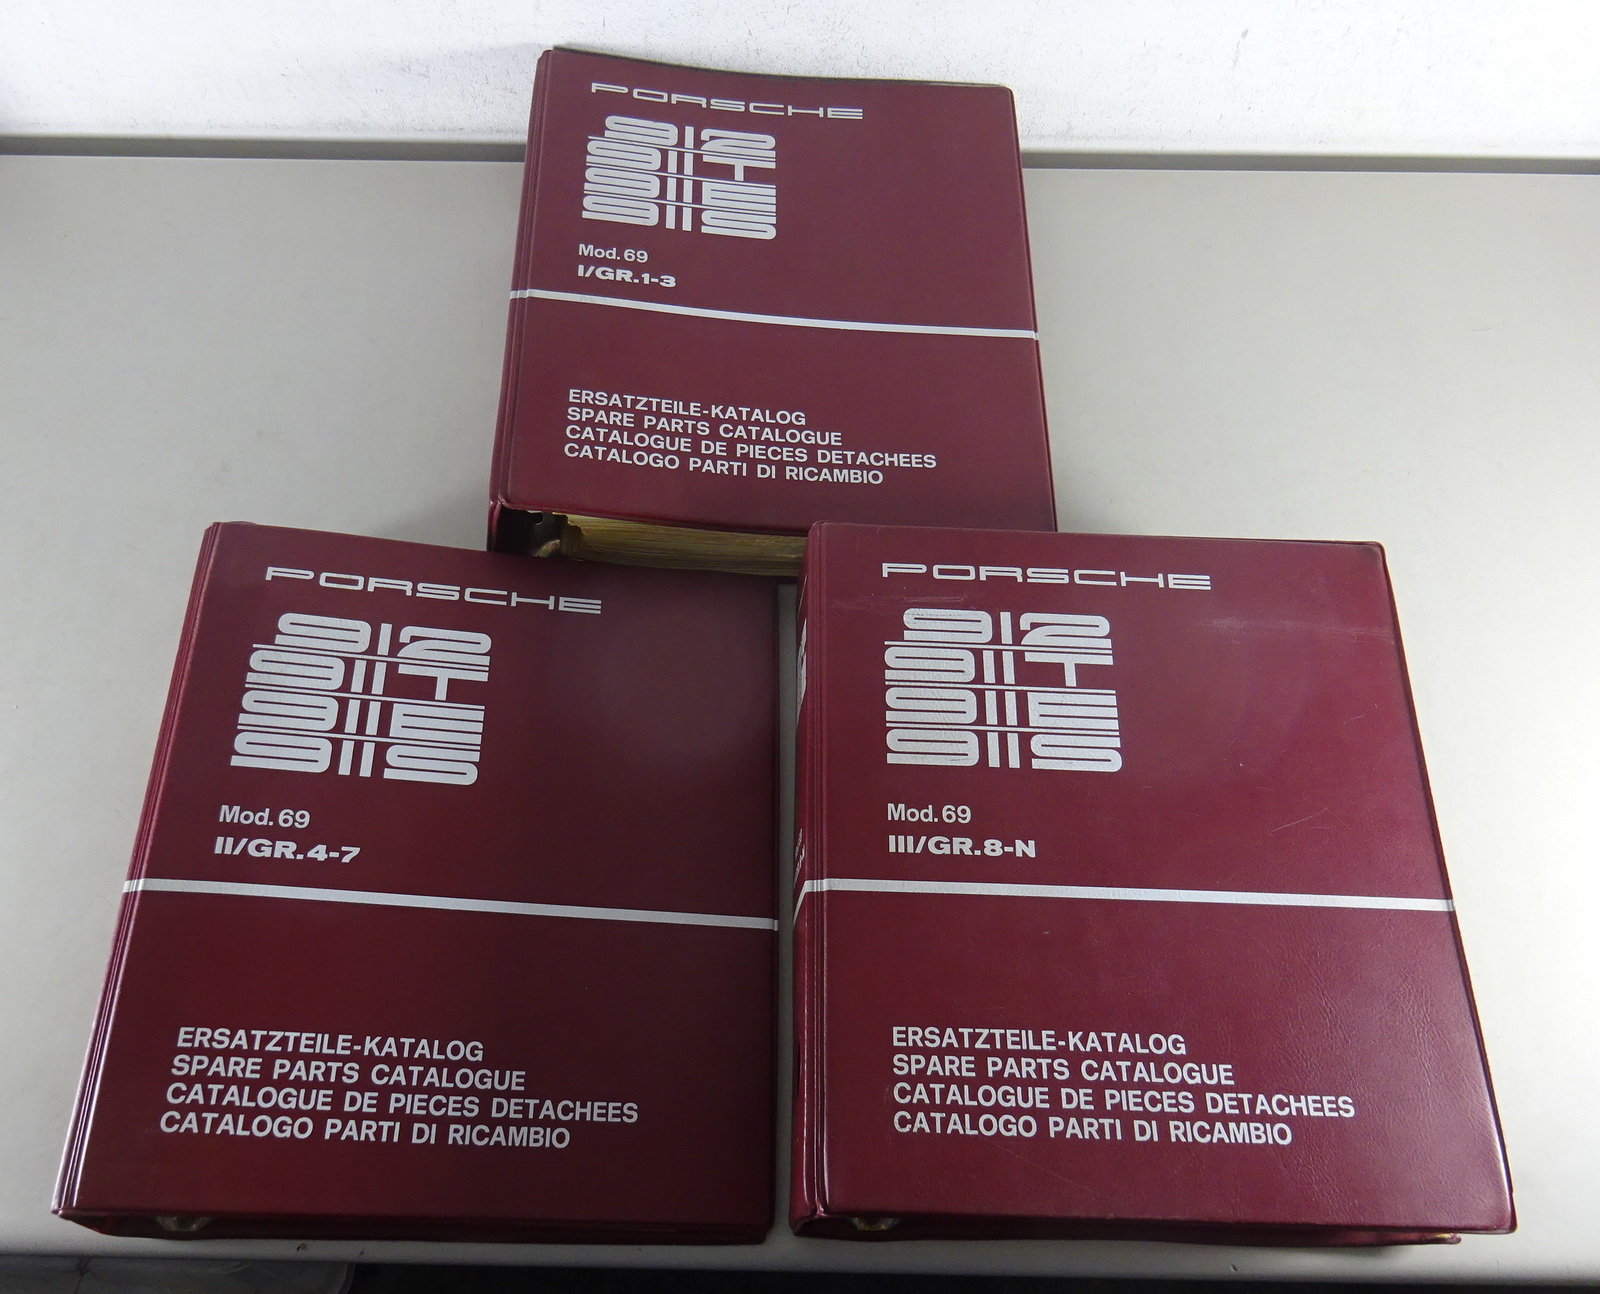 PORSCHE
912
911T
911E
911S
Mod. 69
I/GR.1-3
ERSATZTEILE-KATALOG
SPARE PARTS CATALOGUE
CATALOGUE DE PIECES DETACHEES
CATALOGO PARTI DI RICAMBIO
PORSCHE
912
911T
911E
911S
Mod. 69
II/GR.4-7
ERSATZTEILE-KATALOG
SPARE PARTS CATALOGUE
CATALOGUE DE PIECES DETACHEES
CATALOGO PARTI DI RICAMBIO
PORSCHE
912
911T
911E
911S
Mod. 69
III/GR.8-N
ERSATZTEILE-KATALOG
SPARE PARTS CATALOGUE
CATALOGUE DE PIECES DETACHEES
CATALOGO PARTI DI RICAMBIO